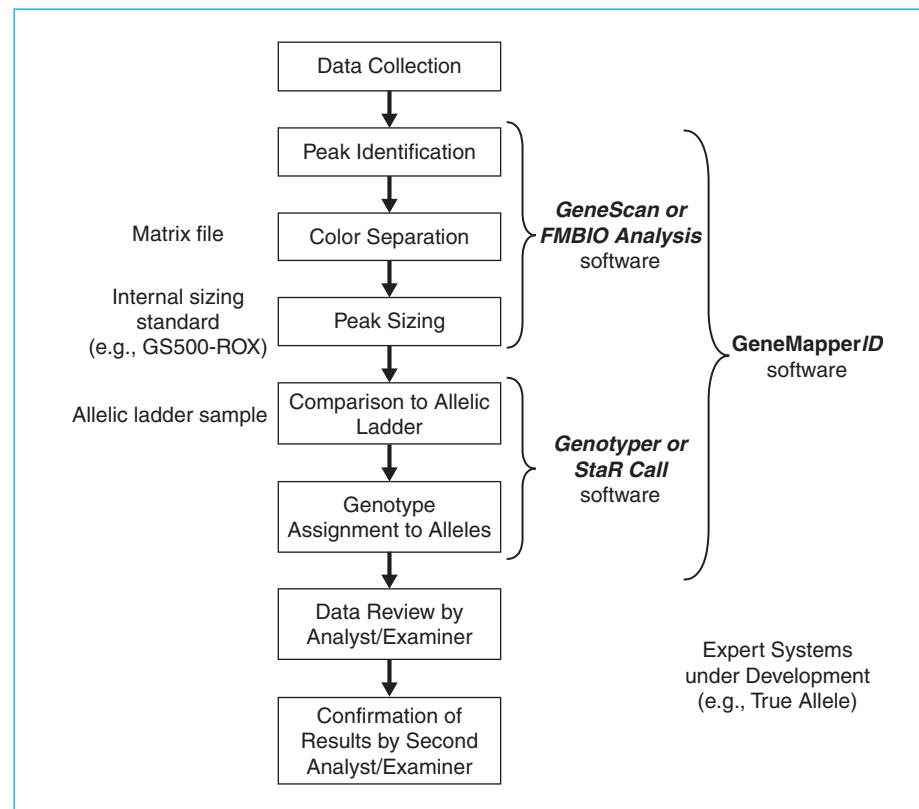 Data Collection
Peak Identification
Matrix file
Color Separation
GeneScan or
FMBIO Analysis
software
Internal sizing
standard
(e.g., GS500-ROX)
Peak Sizing
GeneMapperID
software
Allelic ladder sample
Comparison to Allelic
Ladder
Genotyper or
StaR Call
software
Genotype
Assignment to Alleles
Data Review by
Analyst/Examiner
Expert Systems
under Development
(e.g., True Allele)
Confirmation of
Results by Second
Analyst/Examiner